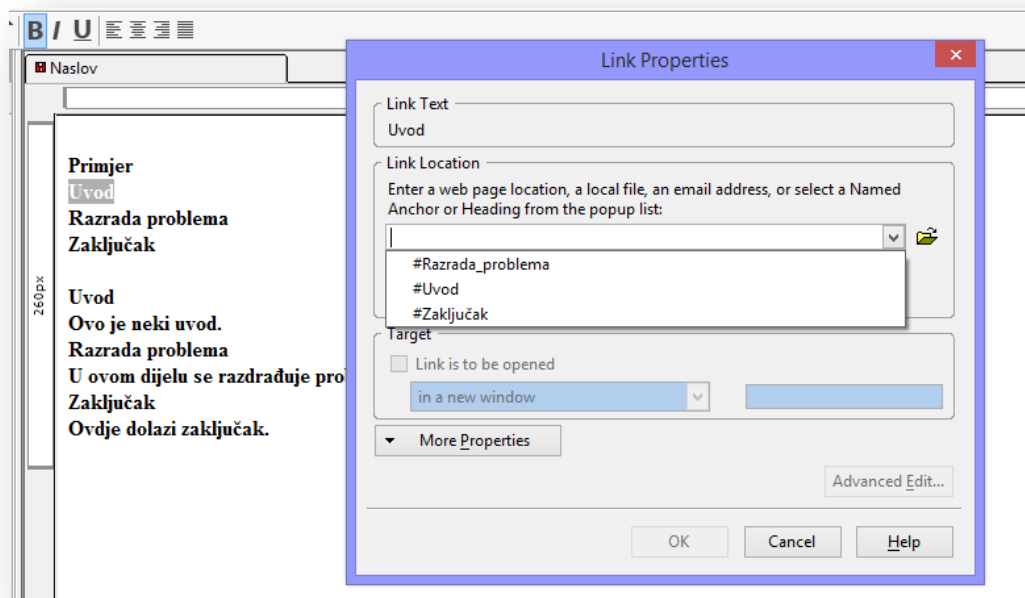 B I U
Naslov
260px
Primjer
Uvod
Razrada problema
Zaključak
Uvod
Ovo je neki uvod.
Razrada problema
U ovom dijelu se razdrađuje pro
Zaključak
Ovdje dolazi zaključak.
Link Properties
Link Text
Uvod
Link Location
Enter a web page location, a local file, an email address, or select a Named
Anchor or Heading from the popup list:
#Razrada_problema
#Uvod
#Zaključak
Target
Link is to be opened
in a new window
More Properties
Advanced Edit...
OK
Cancel
Help